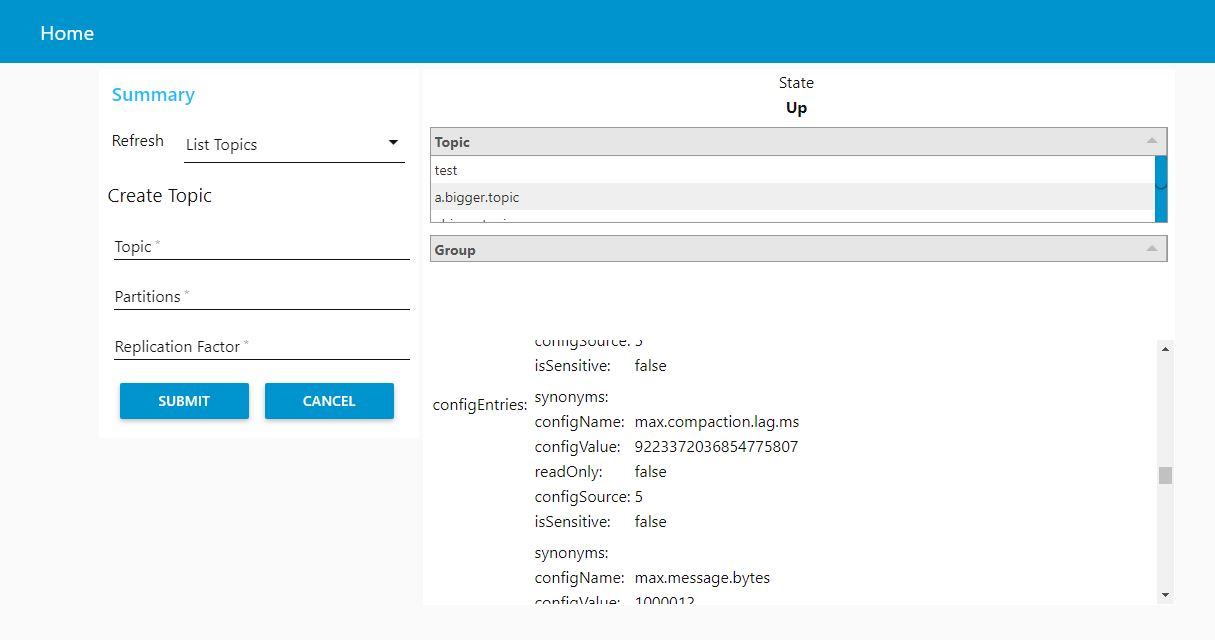 Home
Summary
Refresh
List Topics
Create Topic
Topic *
Partitions *
Replication Factor *
SUBMIT
CANCEL
State
Up
Topic
test
a.bigger.topic
Group
configSource: 5
isSensitive: false
configEntries:
synonyms:
configName: max.compaction.lag.ms
configValue: 9223372036854775807
readOnly: false
configSource: 5
isSensitive: false
synonyms:
configName: max.message.bytes
configValue: 1000012